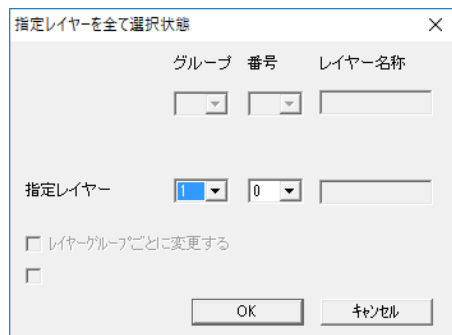 指定レイヤーを全て選択状態
グループ 番号 レイヤー名称
指定レイヤー 1 0
ﾚｲﾔｰｸﾞﾙｰﾌﾟごとに変更する
OK ｷｬﾝｾﾙ